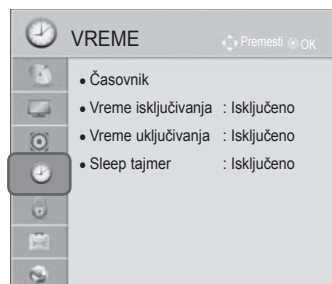 VREME Premesti OK
• Časovnik
• Vreme isključivanja : Isključeno
• Vreme uključivanja : Isključeno
• Sleep tajmer : Isključeno